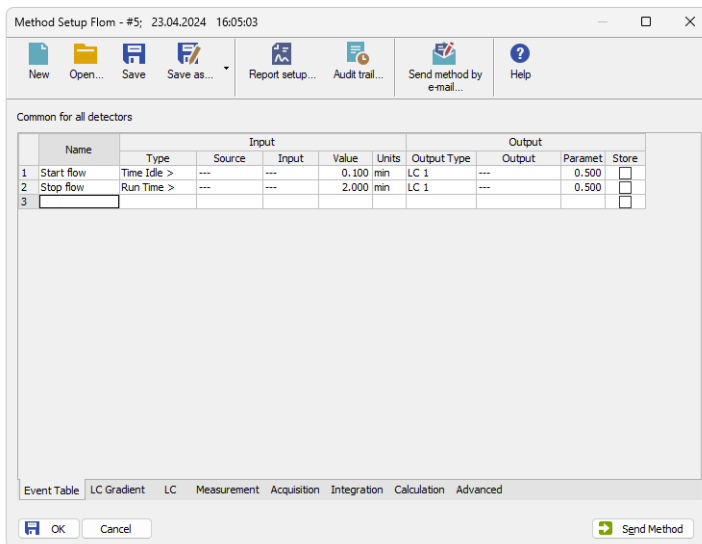 Method Setup Flom - #5;   23.04.2024   16:05:03
New Open... Save Save as... Report setup... Audit trail... Send method by e-mail... Help
Common for all detectors
Name Input Output
Type Source Input Value Units Output Type Output Paramet Store
1 Start flow Time Idle > --- --- 0.100 min LC 1 --- 0.500
2 Stop flow Run Time > --- --- 2.000 min LC 1 --- 0.500
3
Event Table LC Gradient LC Measurement Acquisition Integration Calculation Advanced
OK Cancel Send Method